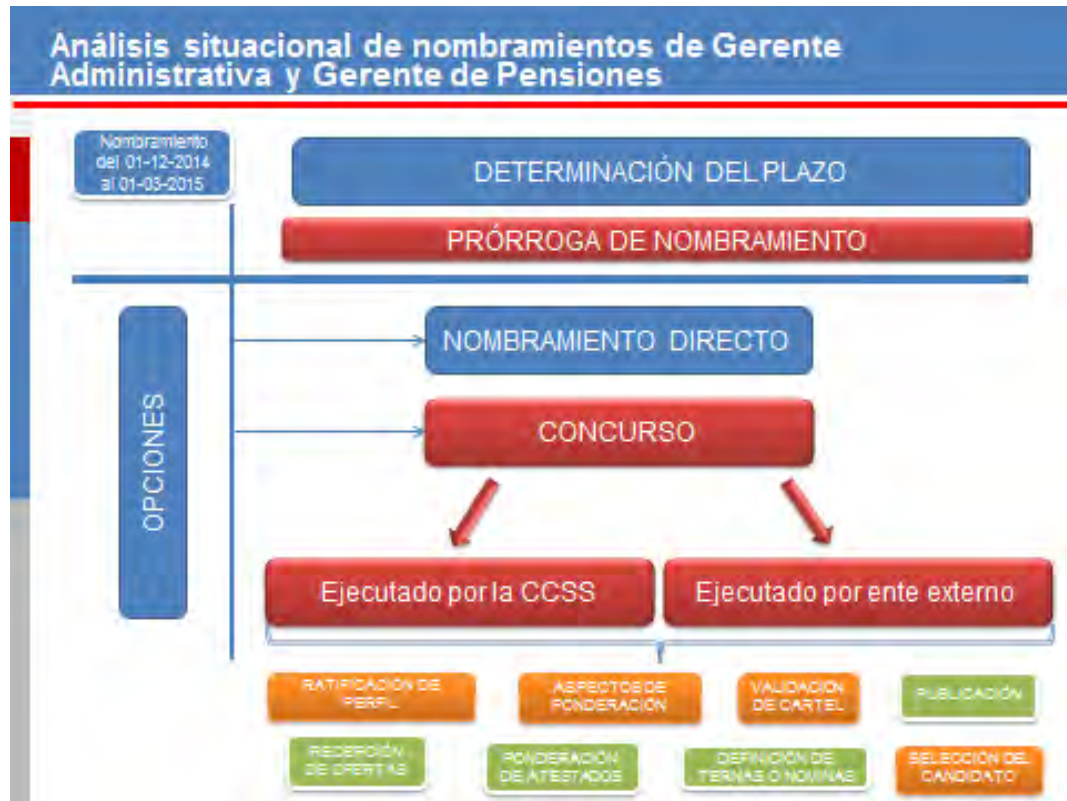 Análisis situacional de nombramientos de Gerente
Administrativa y Gerente de Pensiones
Nombramiento
del 01-12-2014
al 01-03-2015
DETERMINACIÓN DEL PLAZO
PRÓRROGA DE NOMBRAMIENTO
OPCIONES
NOMBRAMIENTO DIRECTO
CONCURSO
Ejecutado por la CCSS
Ejecutado por ente externo
RATIFICACIÓN DE
PERFIL
ASPECTOS DE
PONDERACIÓN
VALIDACIÓN
DE CARTEL
PUBLICACIÓN
RECEPCIÓN
DE OFERTAS
PONDERACIÓN
DE ATESTADOS
DEFINICIÓN DE
TERNAS O NOMINAS
SELECCIÓN DEL
CANDIDATO